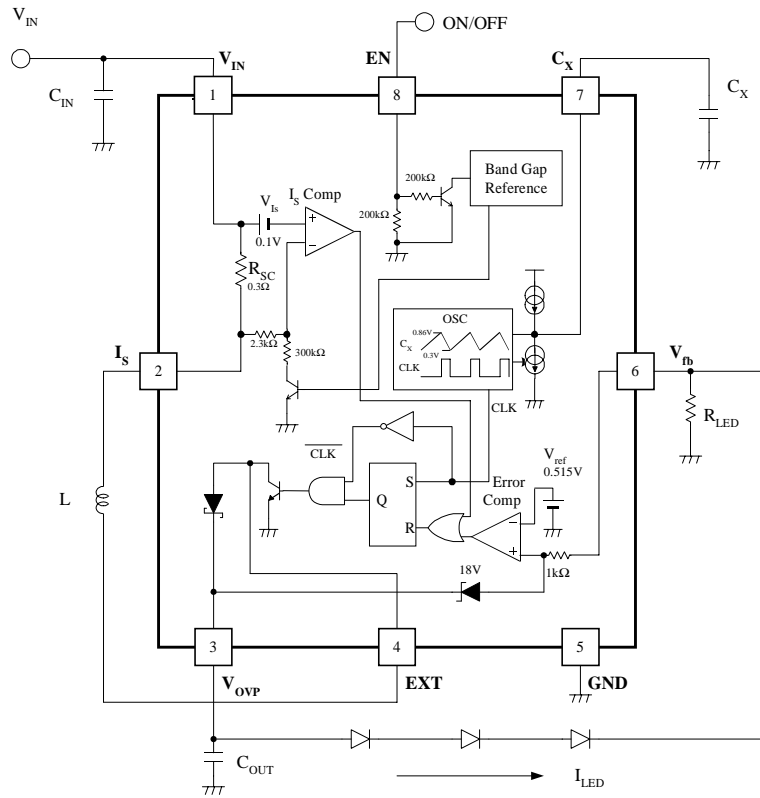 V_IN
ON/OFF
V_IN
EN
C_X
1
8
7
C_IN
C_X
200kΩ
Band Gap
Reference
I_S Comp
V_Is
200kΩ
0.1V
R_SC
0.3Ω
OSC
0.86V
C_X
0.3V
CLK
I_S
2.3kΩ
300kΩ
2
6
V_fb
CLK
R_LED
CLK
V_ref
0.515V
Error
Comp
S
Q
R
L
18V
1kΩ
+
−
−
+
3
4
5
V_OVP
EXT
GND
C_OUT
I_LED